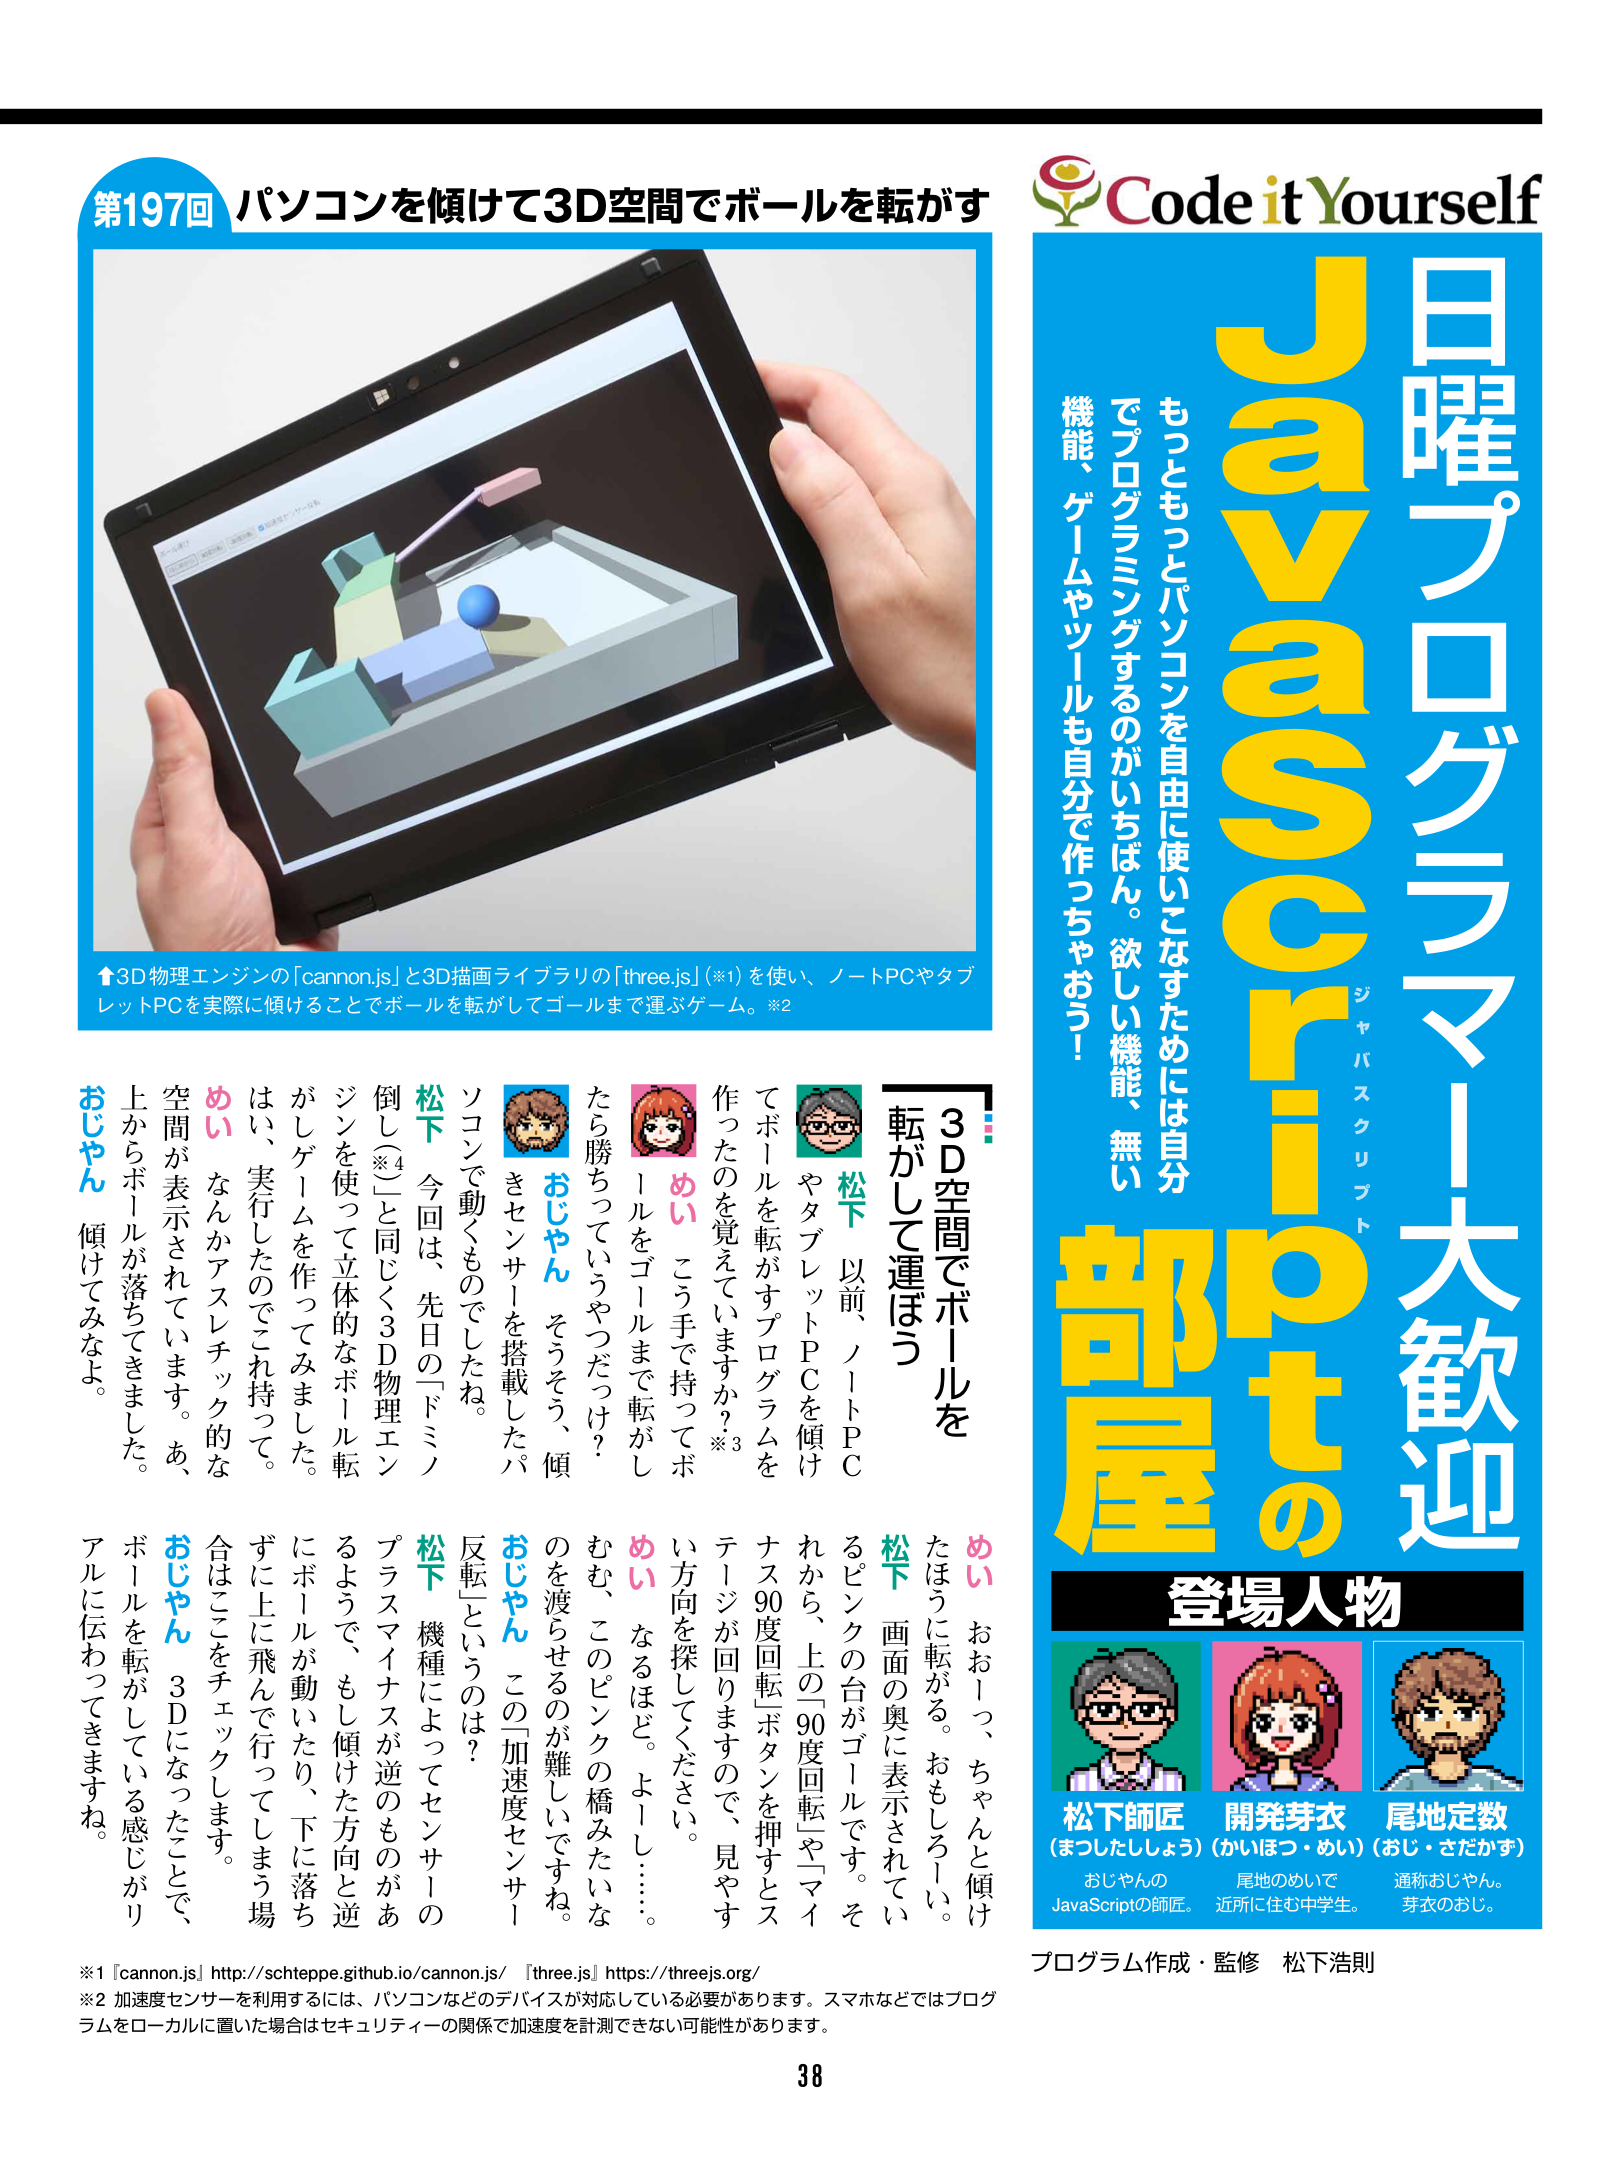 Code it Yourself
日曜プログラマー大歓迎
JavaScriptの
ジャバスクリプト
部屋
もっともっとパソコンを自由に使いこなすためには自分
でプログラミングするのがいちばん。欲しい機能、無い
機能、ゲームやツールも自分で作っちゃおう！
登場人物
松下師匠
（まつしたししょう）
おじやんの
JavaScriptの師匠。
開発芽衣
（かいほつ・めい）
尾地のめいで
近所に住む中学生。
尾地定数
（おじ・さだかず）
通称おじやん。
芽衣のおじ。
プログラム作成・監修　松下浩則
第197回
パソコンを傾けて3D空間でボールを転がす
⬆3D物理エンジンの「cannon.js」と3D描画ライブラリの「three.js」（※1）を使い、ノートPCやタブ
レットPCを実際に傾けることでボールを転がしてゴールまで運ぶゲーム。※2
3D空間でボールを
転がして運ぼう
松下　以前、ノートPC
やタブレットPCを傾け
てボールを転がすプログラムを
作ったのを覚えていますか？※3
めい　こう手で持ってボ
ールをゴールまで転がし
たら勝ちっていうやつだっけ？
おじやん　そうそう、傾
きセンサーを搭載したパ
ソコンで動くものでしたね。
松下　今回は、先日の「ドミノ
倒し（※4）」と同じく3D物理エン
ジンを使って立体的なボール転
がしゲームを作ってみました。
はい、実行したのでこれ持って。
めい　なんかアスレチック的な
空間が表示されています。あ、
上からボールが落ちてきました。
おじやん　傾けてみなよ。
めい　おおーっ、ちゃんと傾け
たほうに転がる。おもしろーい。
松下　画面の奥に表示されてい
るピンクの台がゴールです。そ
れから、上の「90度回転」や「マイ
ナス90度回転」ボタンを押すとス
テージが回りますので、見やす
い方向を探してください。
めい　なるほど。よーし……。
むむ、このピンクの橋みたいな
のを渡らせるのが難しいですね。
おじやん　この「加速度センサー
反転」というのは？
松下　機種によってセンサーの
プラスマイナスが逆のものがあ
るようで、もし傾けた方向と逆
にボールが動いたり、下に落ち
ずに上に飛んで行ってしまう場
合はここをチェックします。
おじやん　3Dになったことで、
ボールを転がしている感じがリ
アルに伝わってきますね。
※1『cannon.js』http://schteppe.github.io/cannon.js/　『three.js』https://threejs.org/
※2 加速度センサーを利用するには、パソコンなどのデバイスが対応している必要があります。スマホなどではプログ
ラムをローカルに置いた場合はセキュリティーの関係で加速度を計測できない可能性があります。
38